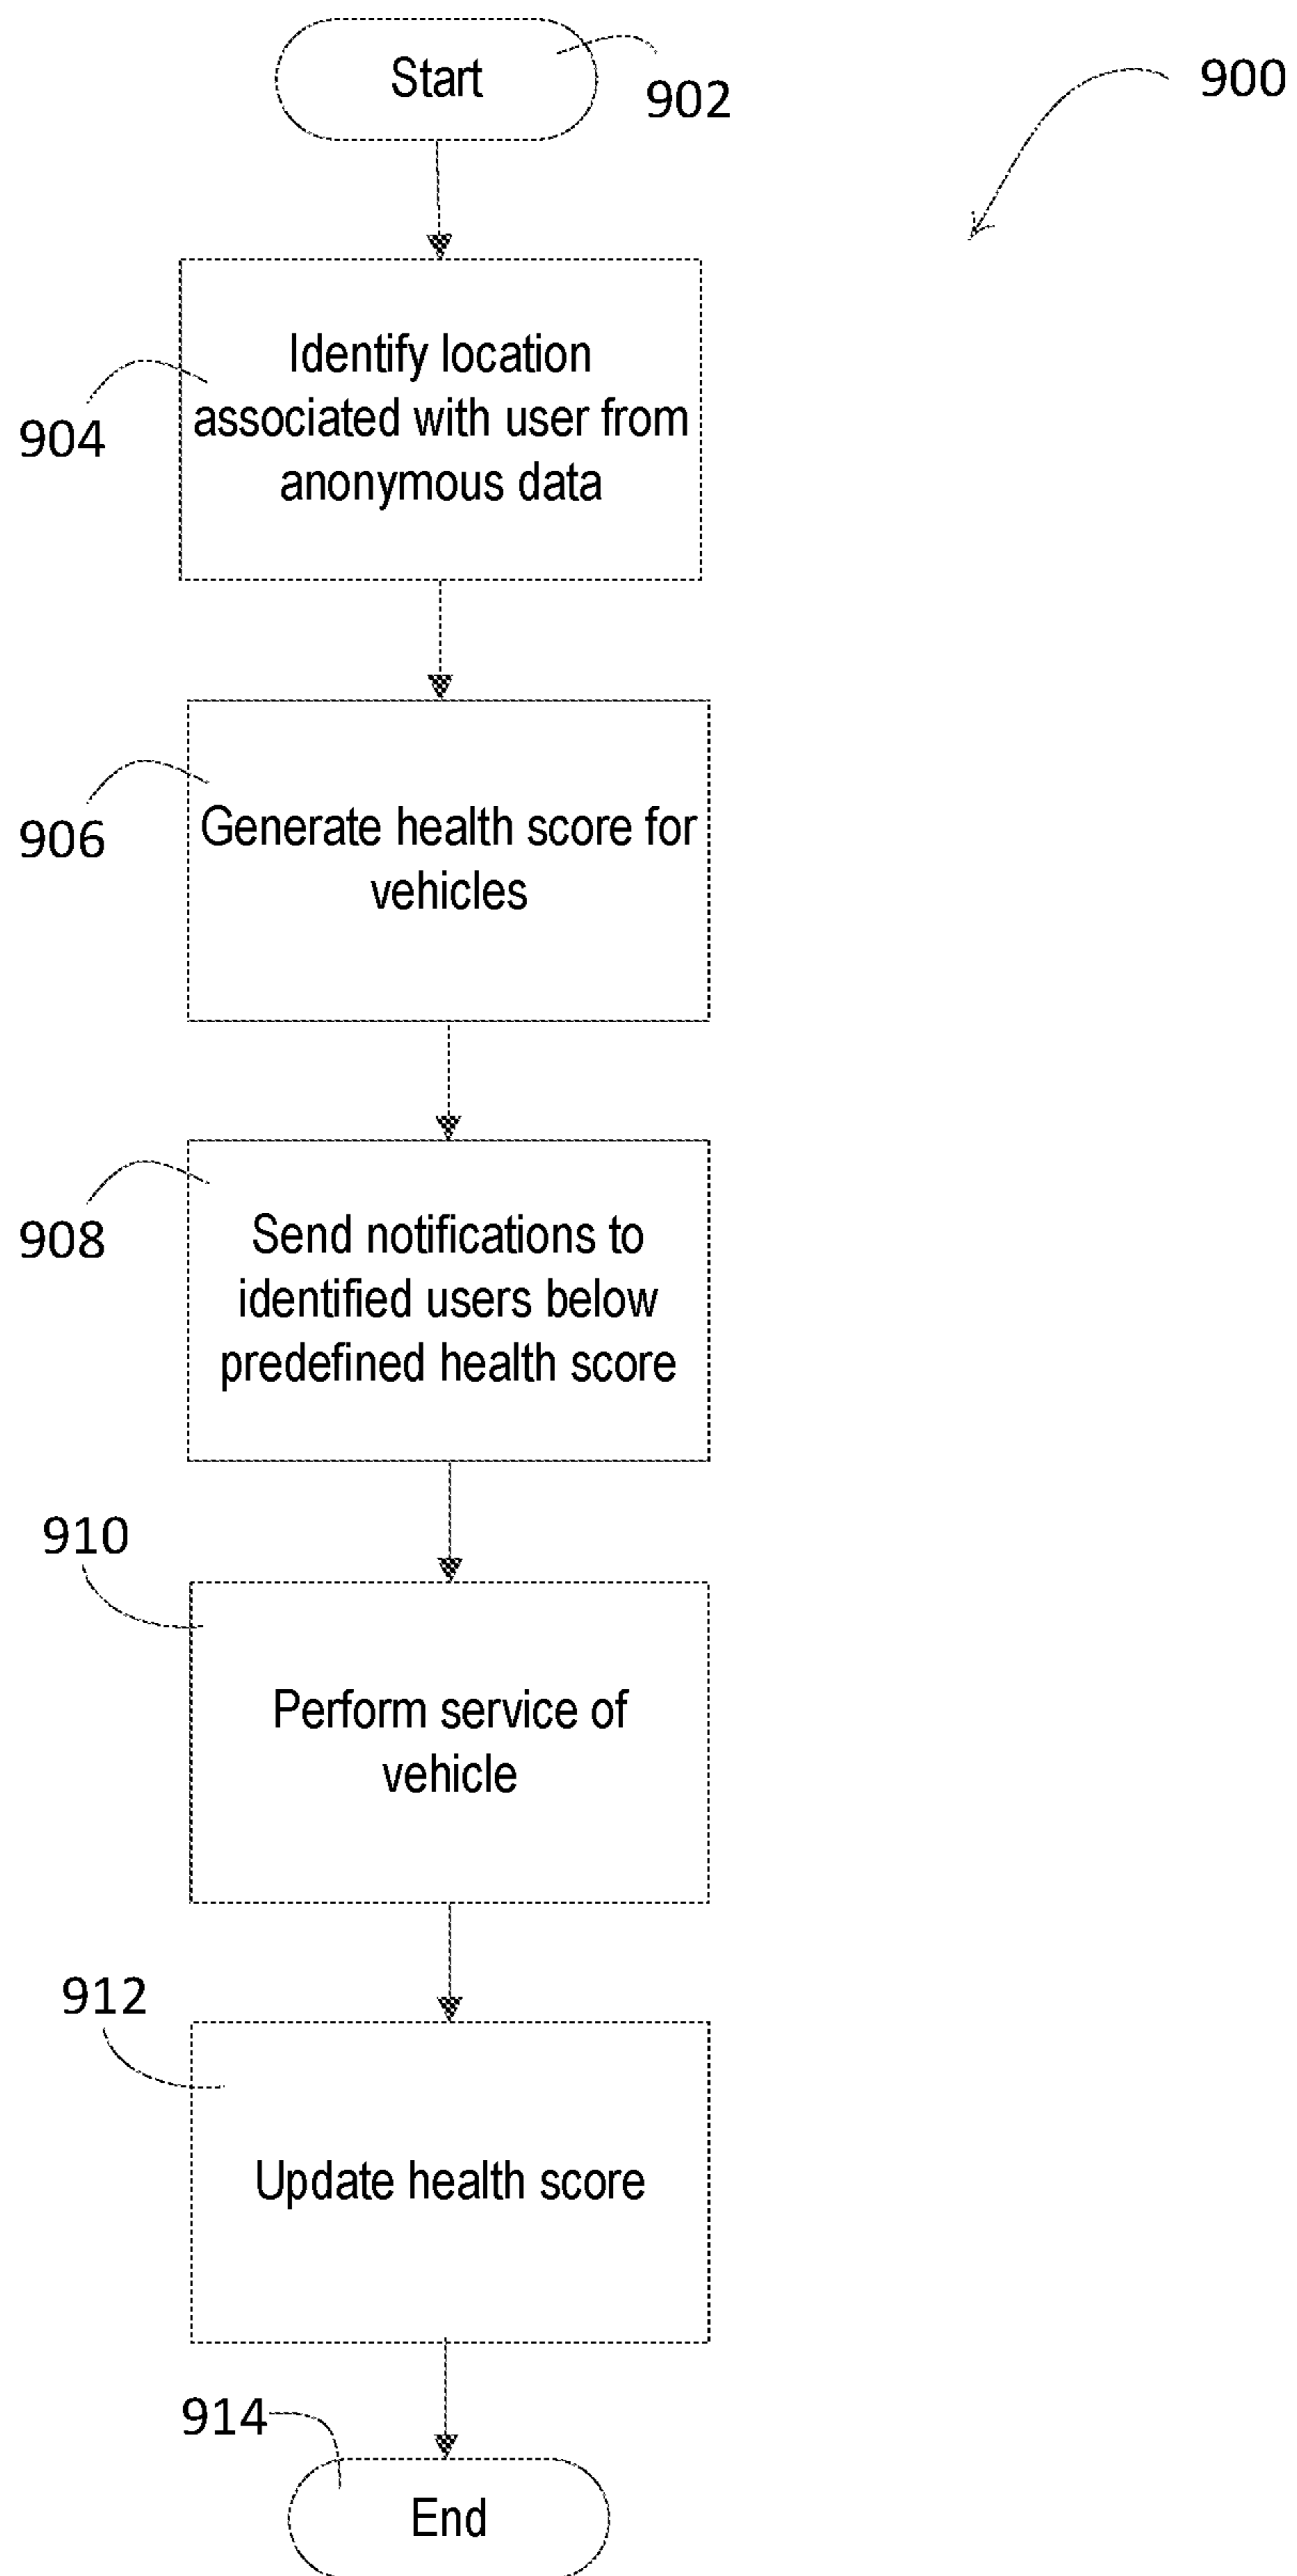 Start
902
900
Identify location
associated with user from
anonymous data
904
Generate health score for
vehicles
906
Send notifications to
identified users below
predefined health score
908
910
Perform service of
vehicle
912
Update health score
914
End